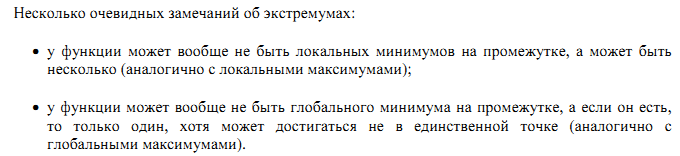 Несколько очевидных замечаний об экстремумах:
• у функции может вообще не быть локальных минимумов на промежутке, а может быть
несколько (аналогично с локальными максимумами);
• у функции может вообще не быть глобального минимума на промежутке, а если он есть,
то только один, хотя может достигаться не в единственной точке (аналогично с
глобальными максимумами).